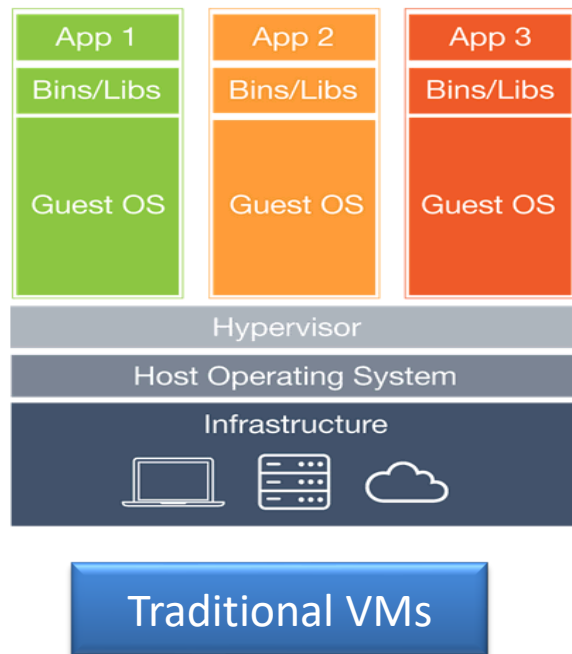 App 1
App 2
App 3
Bins/Libs
Bins/Libs
Bins/Libs
Guest OS
Guest OS
Guest OS
Hypervisor
Host Operating System
Infrastructure
Traditional VMs